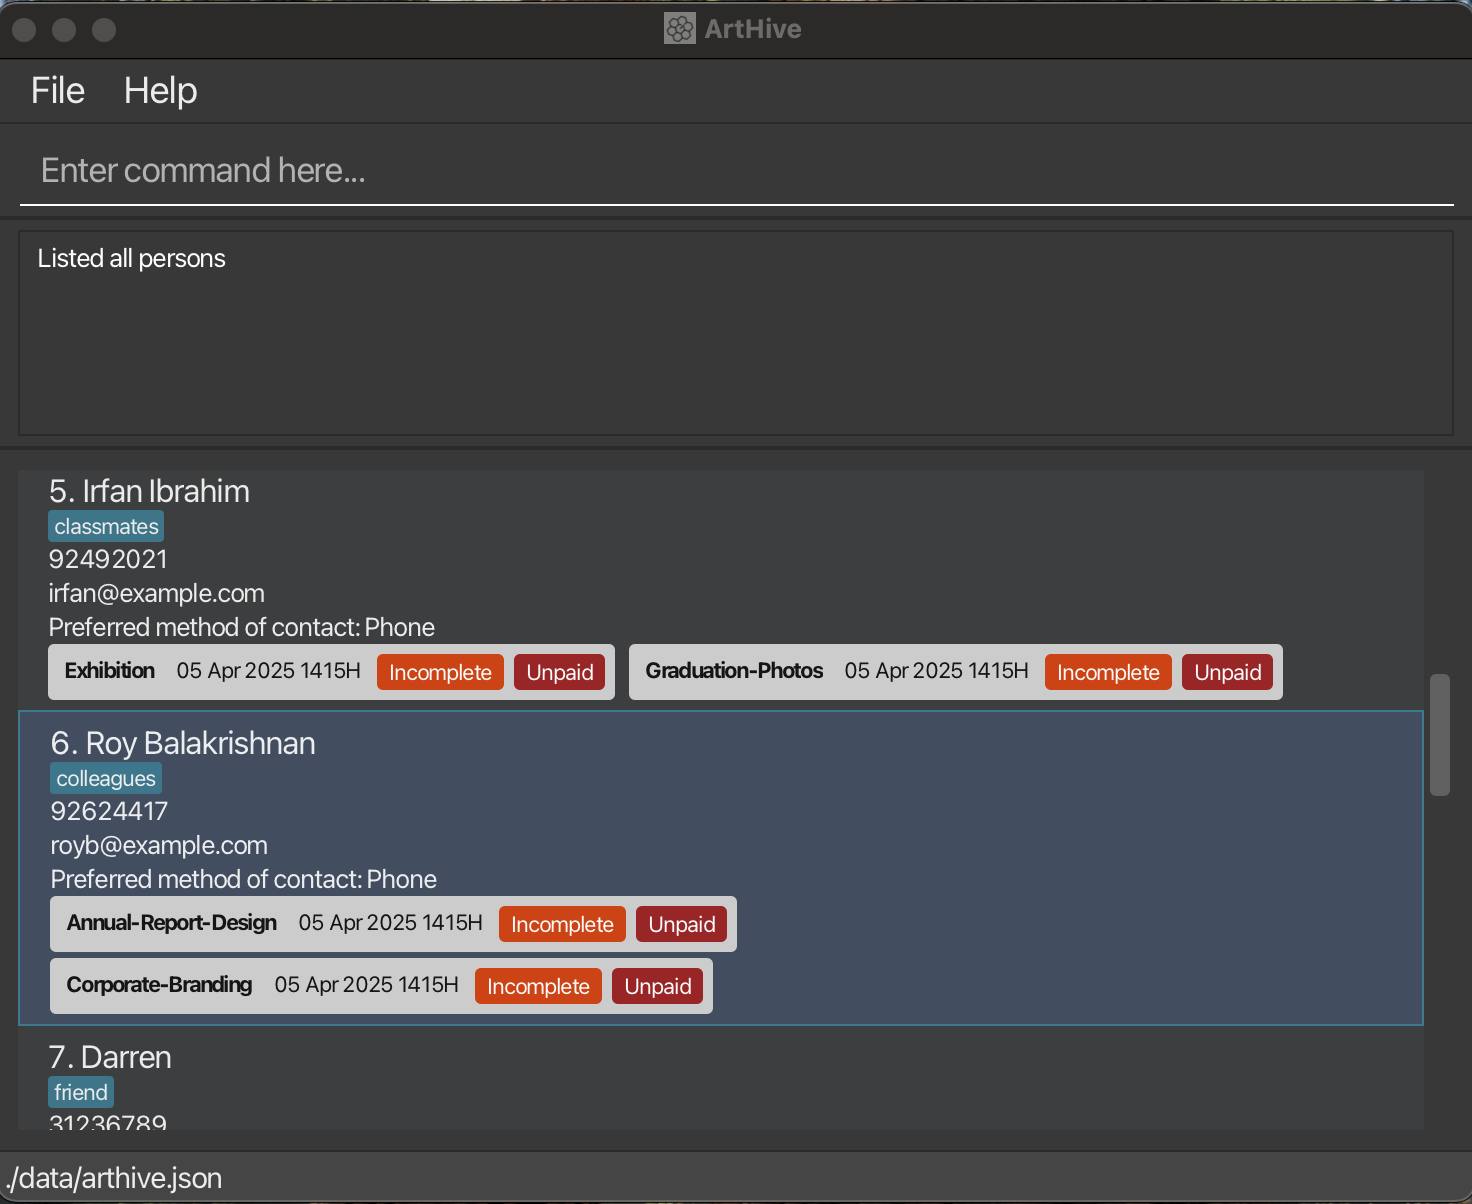 ArtHive
File Help
Enter command here...
Listed all persons
5. Irfan Ibrahim
classmates
92492021
irfan@example.com
Preferred method of contact: Phone
Exhibition 05 Apr 2025 1415H Incomplete Unpaid Graduation-Photos 05 Apr 2025 1415H Incomplete Unpaid
6. Roy Balakrishnan
colleagues
92624417
royb@example.com
Preferred method of contact: Phone
Annual-Report-Design 05 Apr 2025 1415H Incomplete Unpaid
Corporate-Branding 05 Apr 2025 1415H Incomplete Unpaid
7. Darren
friend
31236789
./data/arthive.json